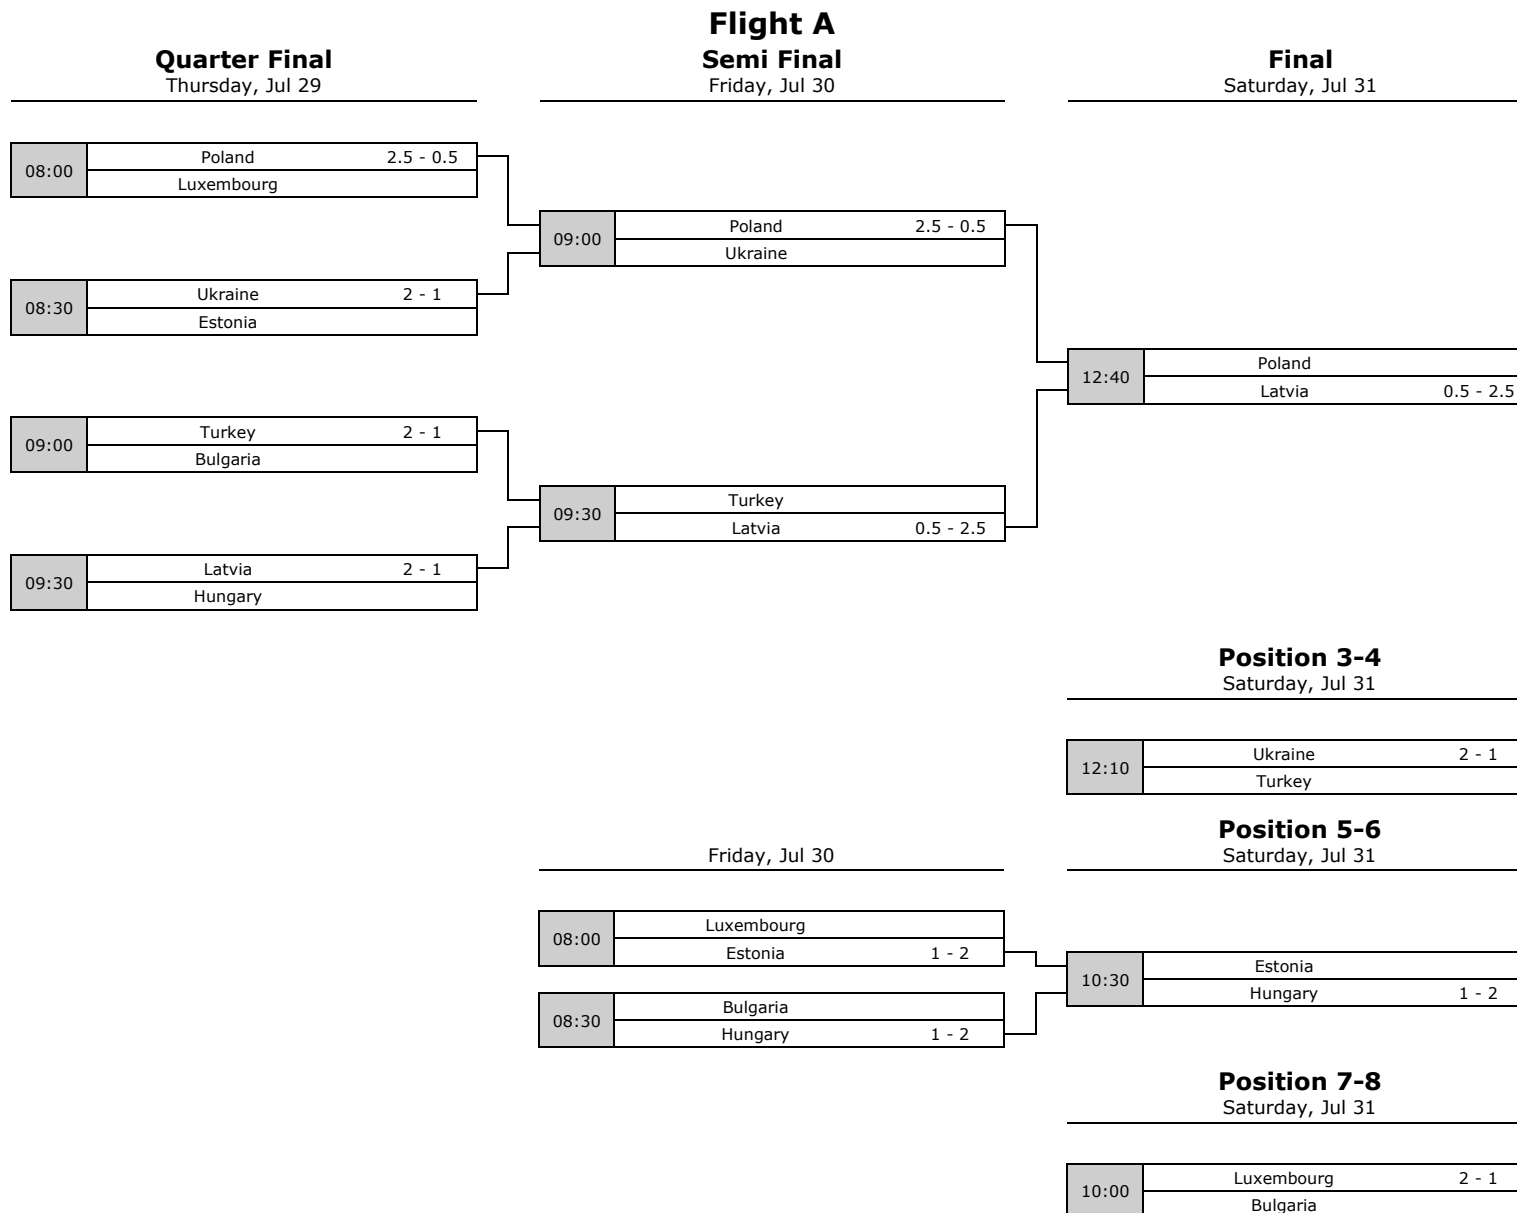 Flight A
Quarter Final
Thursday, Jul 29
Semi Final
Friday, Jul 30
Final
Saturday, Jul 31
08:00
Poland 2.5 - 0.5
Luxembourg
08:30
Ukraine 2 - 1
Estonia
09:00
Turkey 2 - 1
Bulgaria
09:30
Latvia 2 - 1
Hungary
09:00
Poland 2.5 - 0.5
Ukraine
09:30
Turkey
Latvia 0.5 - 2.5
12:40
Poland
Latvia 0.5 - 2.5
Position 3-4
Saturday, Jul 31
12:10
Ukraine 2 - 1
Turkey
Position 5-6
Friday, Jul 30
Saturday, Jul 31
08:00
Luxembourg
Estonia 1 - 2
08:30
Bulgaria
Hungary 1 - 2
10:30
Estonia
Hungary 1 - 2
Position 7-8
Saturday, Jul 31
10:00
Luxembourg 2 - 1
Bulgaria